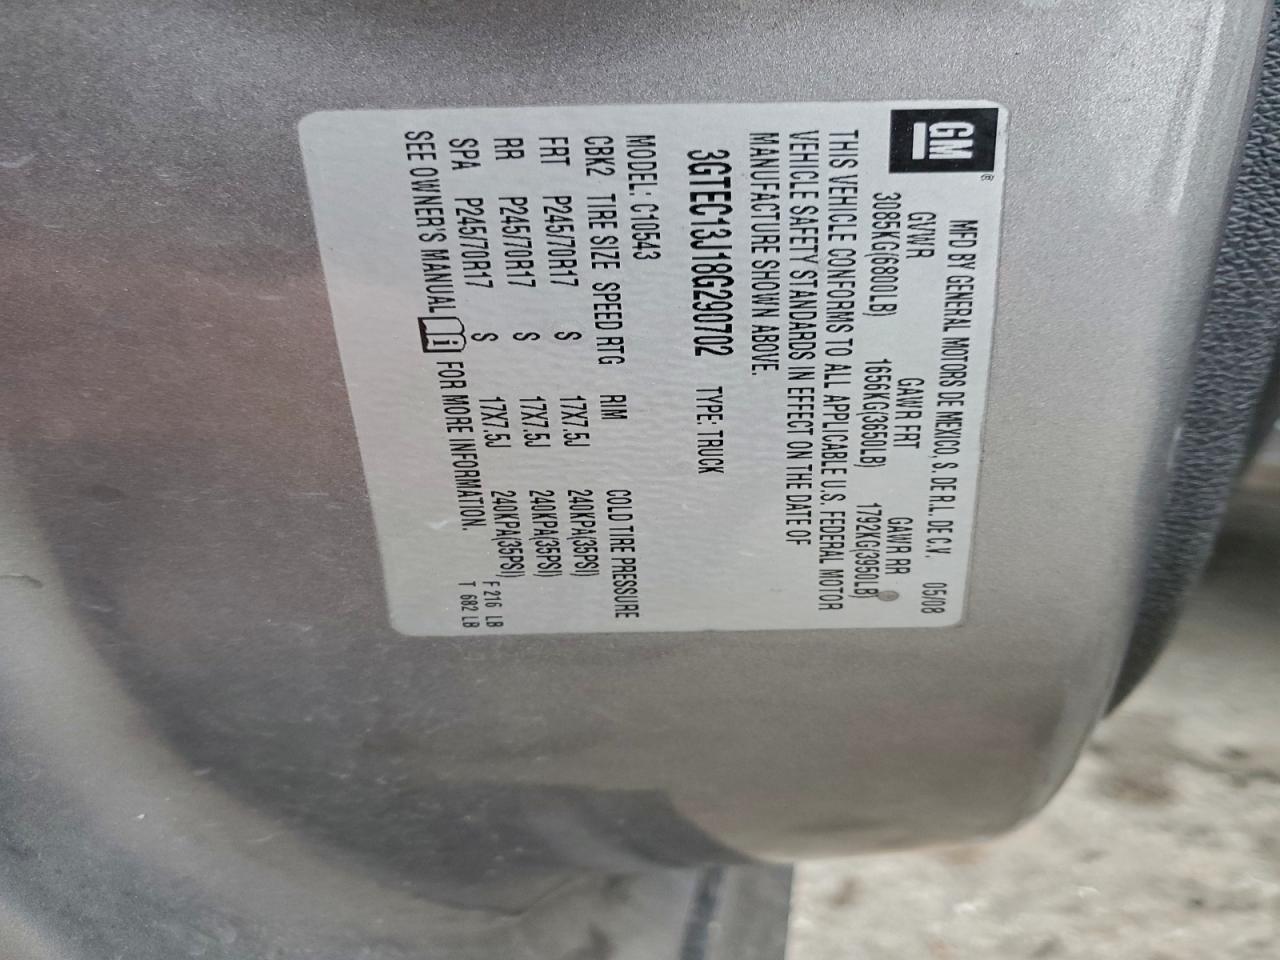 GM ®
MFD BY GENERAL MOTORS DE MEXICO, S. DE R.L. DE C.V. 05/08
GVWR GAWR FRT GAWR RR
3085KG(6800LB) 1656KG(3650LB) 1792KG(3950LB)
THIS VEHICLE CONFORMS TO ALL APPLICABLE U.S. FEDERAL MOTOR
VEHICLE SAFETY STANDARDS IN EFFECT ON THE DATE OF
MANUFACTURE SHOWN ABOVE.
3GTEC13J18G290702 TYPE: TRUCK
MODEL: C10543
CBK2 TIRE SIZE SPEED RTG RIM COLD TIRE PRESSURE
FRT P245/70R17 S 17X7.5J 240KPA(35PSI)
RR P245/70R17 S 17X7.5J 240KPA(35PSI)
SPA P245/70R17 S 17X7.5J 240KPA(35PSI) F 216 LB
SEE OWNER'S MANUAL i FOR MORE INFORMATION. T 682 LB